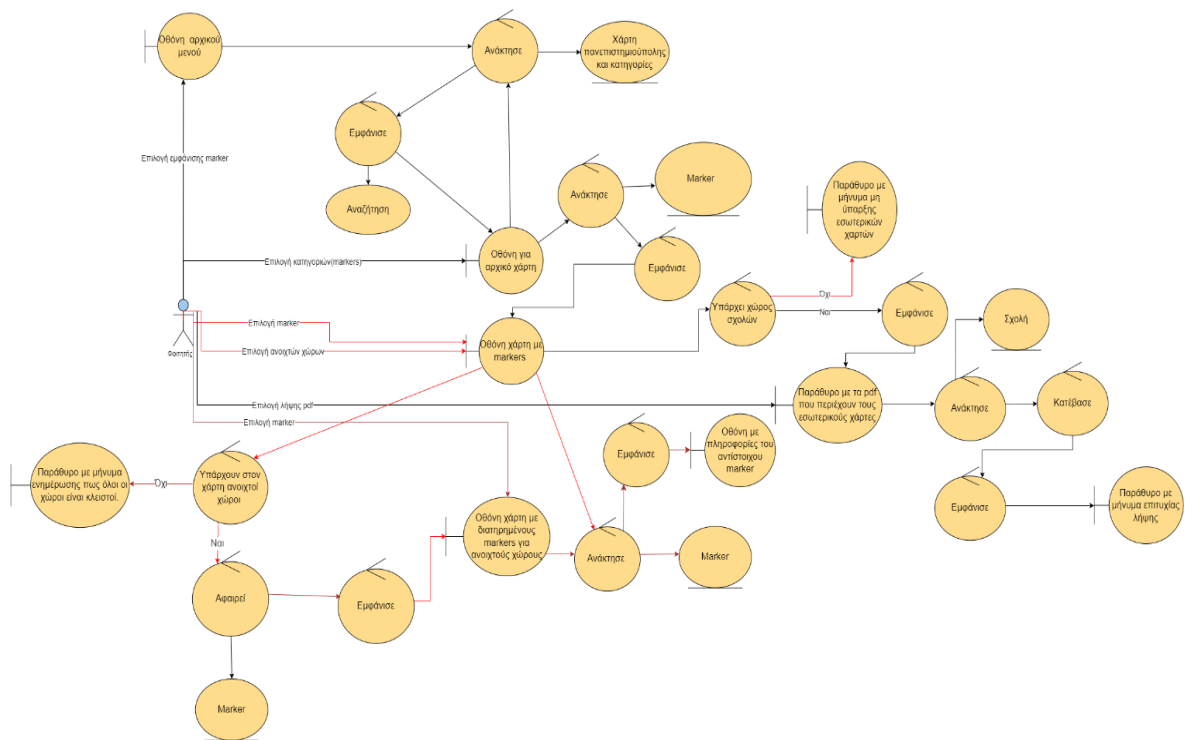 Οθόνη αρχικού
μενού
Ανάκτησε
Χάρτη
πανεπιστημιούπολης
και κατηγορίες
Εμφάνισε
Επιλογή εμφάνισης marker
Αναζήτηση
Ανάκτησε
Marker
Παράθυρο με
μήνυμα μη
ύπαρξης
εσωτερικών
χαρτών
Επιλογή κατηγοριών(markers)
Οθόνη για
αρχικό χάρτη
Εμφάνισε
Όχι
Ναι
Υπάρχει χώρος
σχολών
Εμφάνισε
Σχολή
Φοιτητής
Επιλογή marker
Επιλογή ανοιχτών χώρων
Οθόνη χάρτη με
markers
Επιλογή λήψης pdf
Παράθυρο με τα pdf
που περιέχουν τους
εσωτερικούς χάρτες
Ανάκτησε
Κατέβασε
Επιλογή marker
Εμφάνισε
Οθόνη με
πληροφορίες του
αντίστοιχου
marker
Παράθυρο με μήνυμα
ενημέρωσης πως όλοι οι
χώροι είναι κλειστοί.
Όχι
Υπάρχουν στον
χάρτη ανοιχτοί
χώροι
Εμφάνισε
Παράθυρο με
μήνυμα επιτυχίας
λήψης
Οθόνη χάρτη με
διατηρημένους
markers για
ανοιχτούς χώρους
Ανάκτησε
Marker
Ναι
Αφαιρεί
Εμφάνισε
Marker